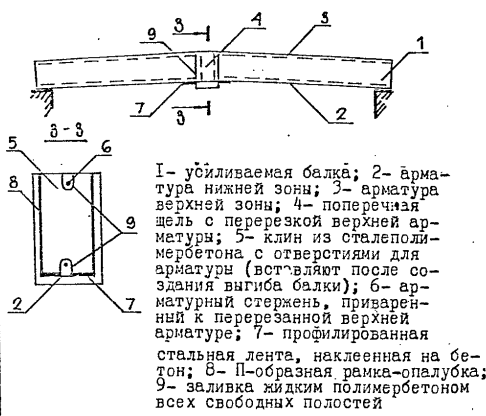 3
9
4
3
1
7
3
2
3-3
5
6
8
9
2
7
I- усиливаемая балка; 2- арма-
тура нижней зоны; 3- арматура
верхней зоны; 4- поперечная
щель с перерезкой верхней ар-
матуры; 5- клин из сталеполи-
мербетона с отверстиями для
арматуры (вставляют после со-
здания выгиба балки); 6- ар-
матурный стержень, приварен-
ный к перерезанной верхней
арматуре; 7- профилированная
стальная лента, наклеенная на бе-
тон; 8- П-образная рамка-опалубка;
9- заливка жидким полимербетоном
всех свободных полостей